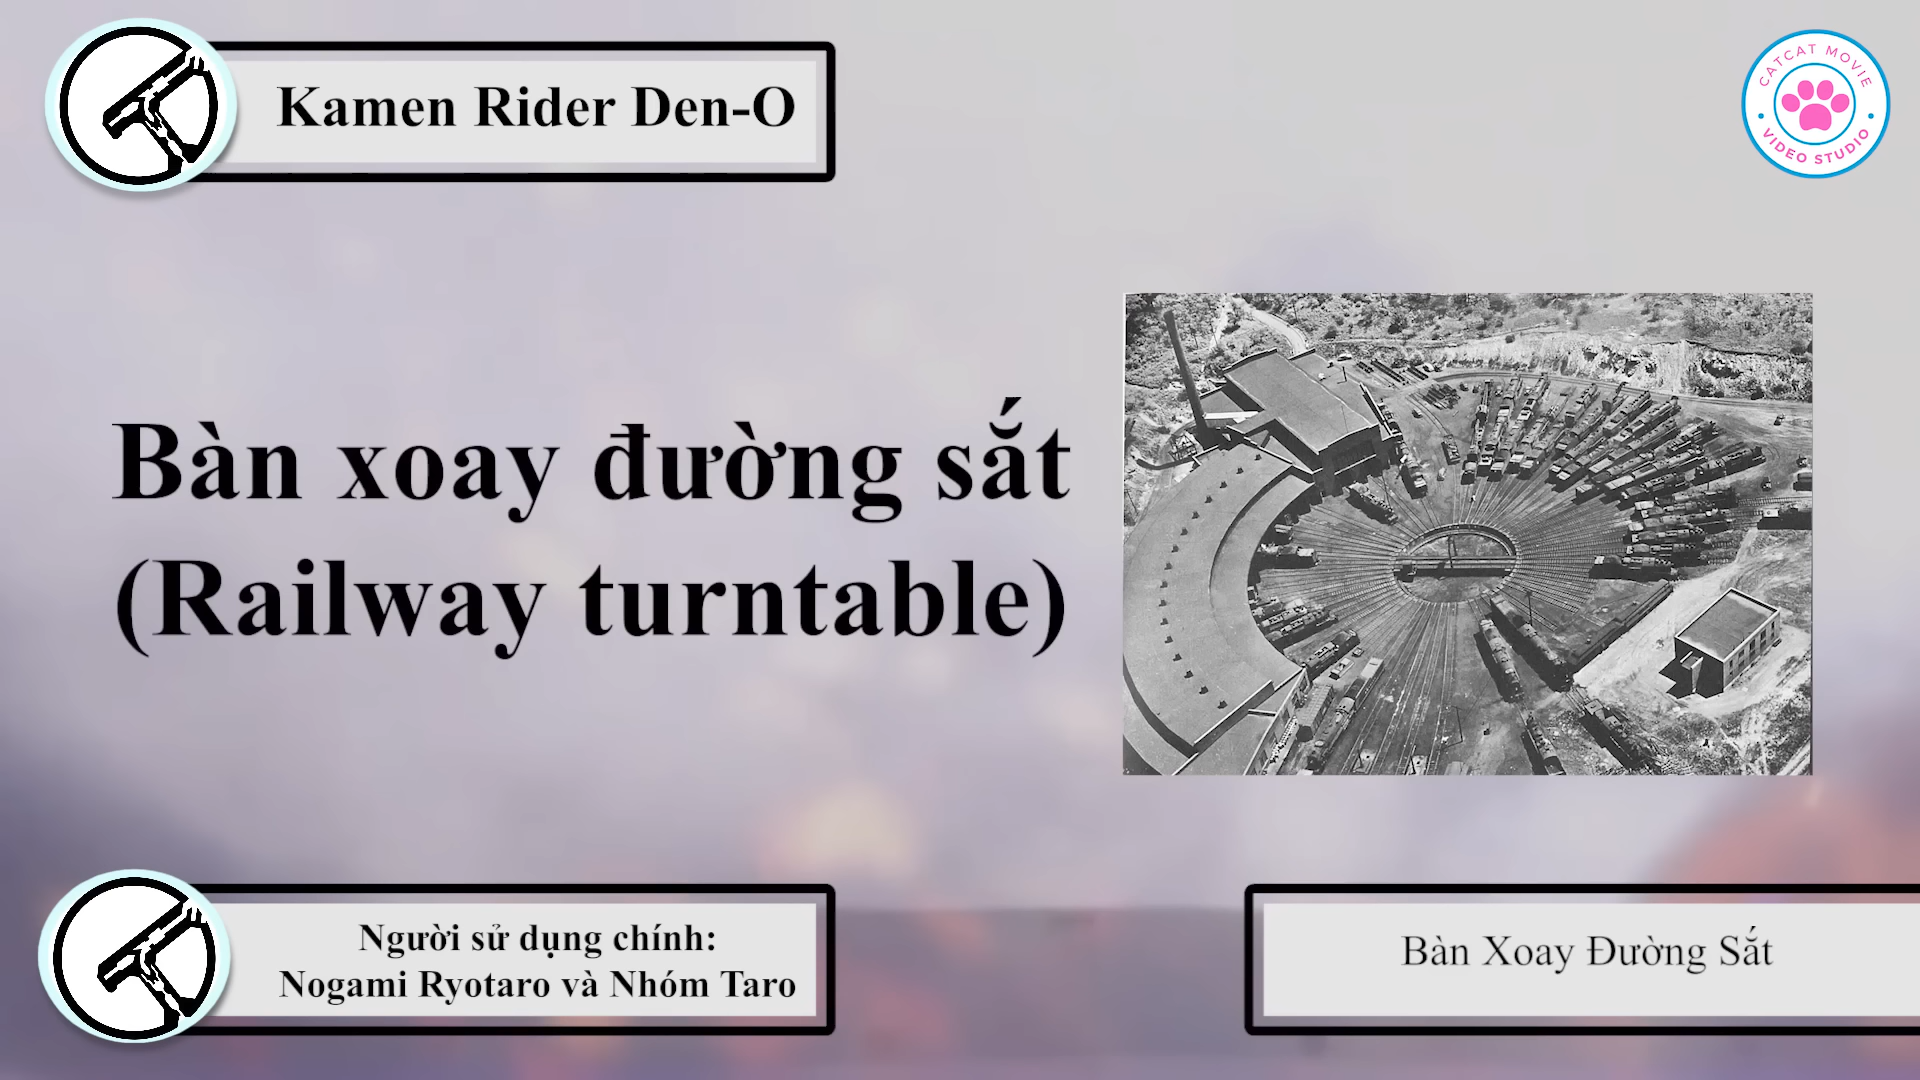 Kamen Rider Den-O
CATCAT MOVIE
VIDEO STUDIO
Bàn xoay đường sắt
(Railway turntable)
Người sử dụng chính:
Nogami Ryotaro và Nhóm Taro
Bàn Xoay Đường Sắt